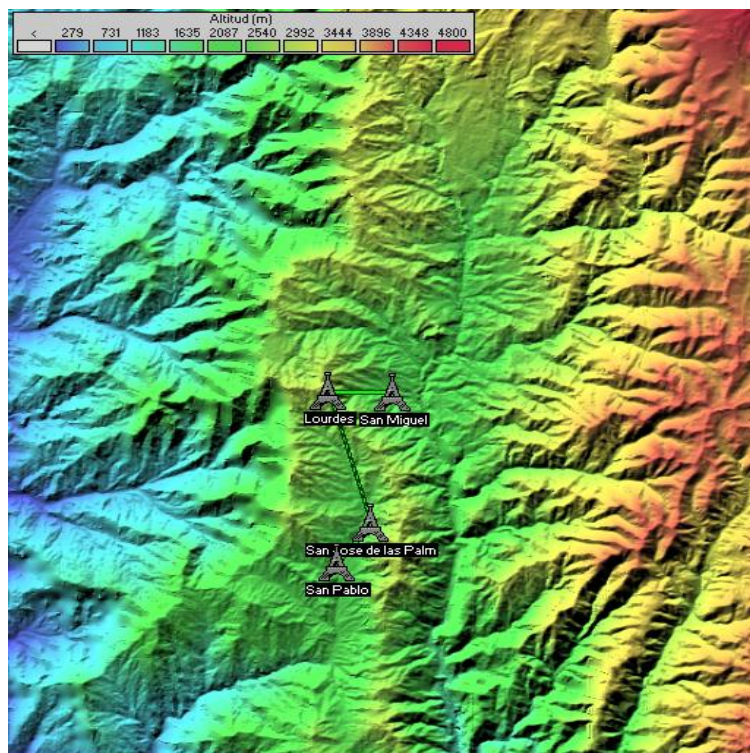 Altitud (m)
< 279 731 1183 1635 2087 2540 2992 3444 3896 4348 4800
Lourdes San Miguel
San Jose de las Palm
San Pablo